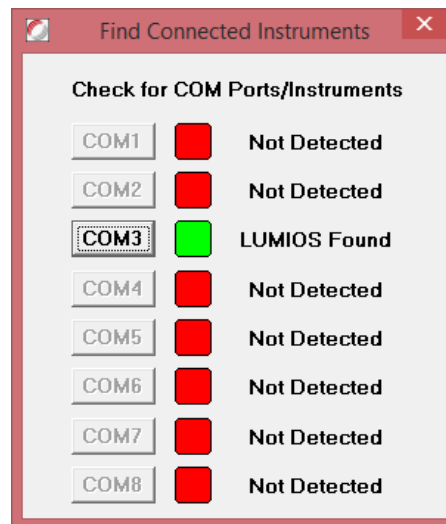 Find Connected Instruments
Check for COM Ports/Instruments
COM1 Not Detected
COM2 Not Detected
COM3 LUMIOS Found
COM4 Not Detected
COM5 Not Detected
COM6 Not Detected
COM7 Not Detected
COM8 Not Detected